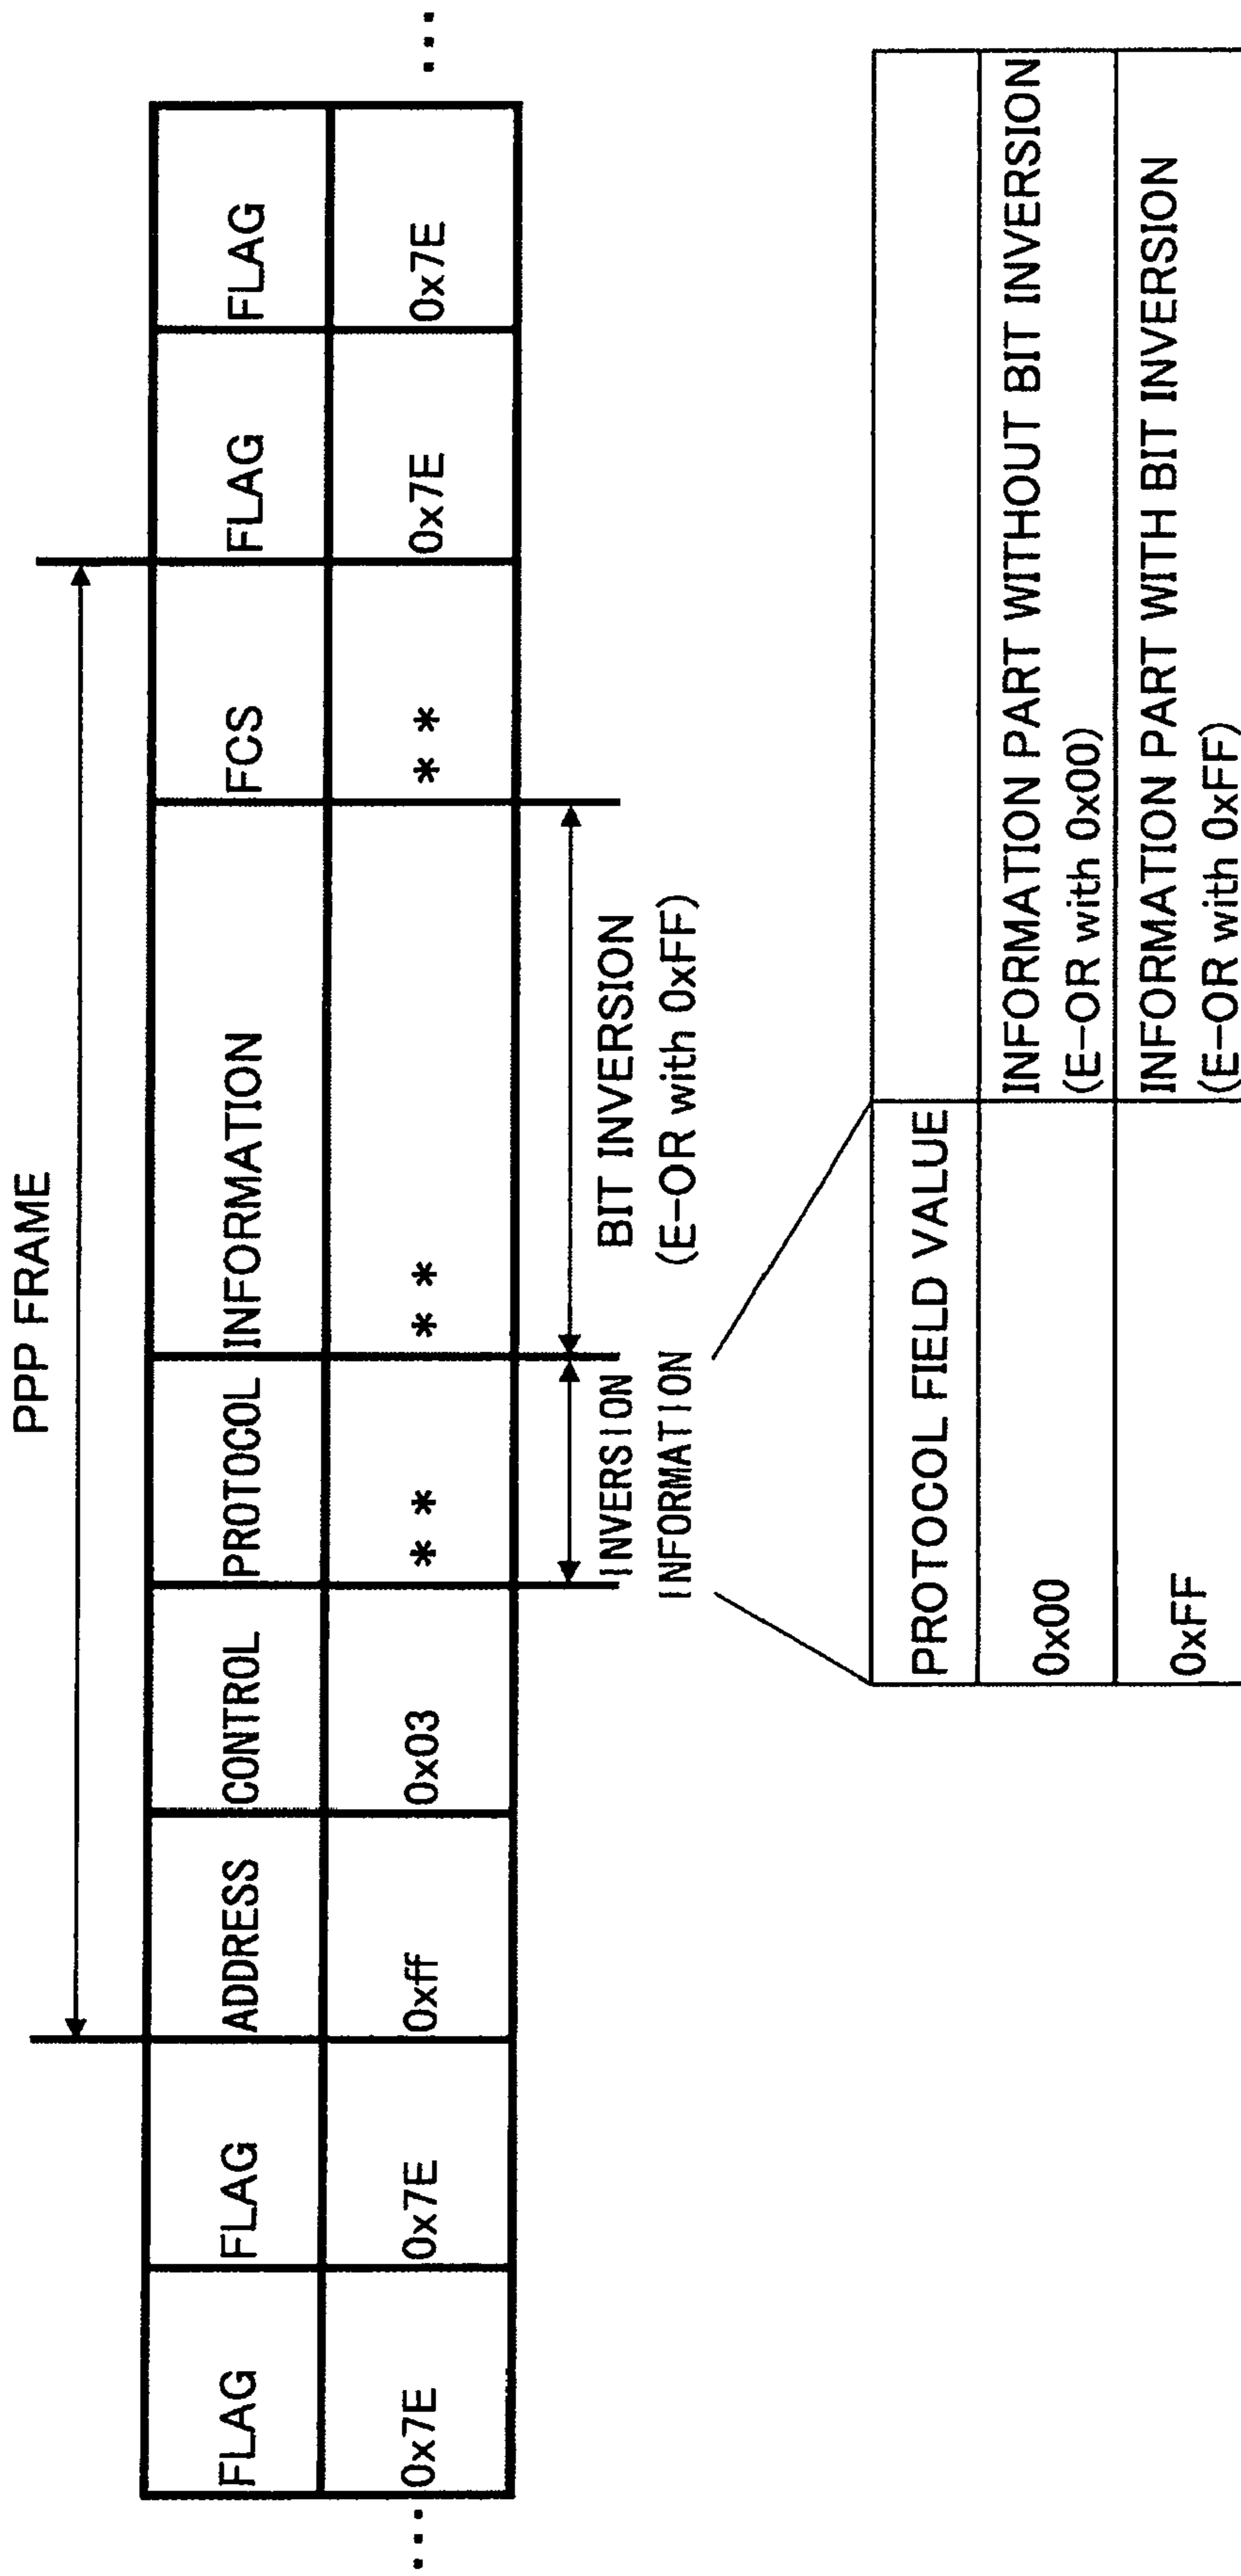 PPP FRAME
... FLAG FLAG ADDRESS CONTROL PROTOCOL INFORMATION FCS FLAG FLAG
0x7E 0x7E 0xff 0x03 ** ** ** 0x7E 0x7E ...
INVERSION
INFORMATION
BIT INVERSION
(E-OR with 0xFF)
PROTOCOL FIELD VALUE
0x00 INFORMATION PART WITHOUT BIT INVERSION
(E-OR with 0x00)
0xFF INFORMATION PART WITH BIT INVERSION
(E-OR with 0xFF)